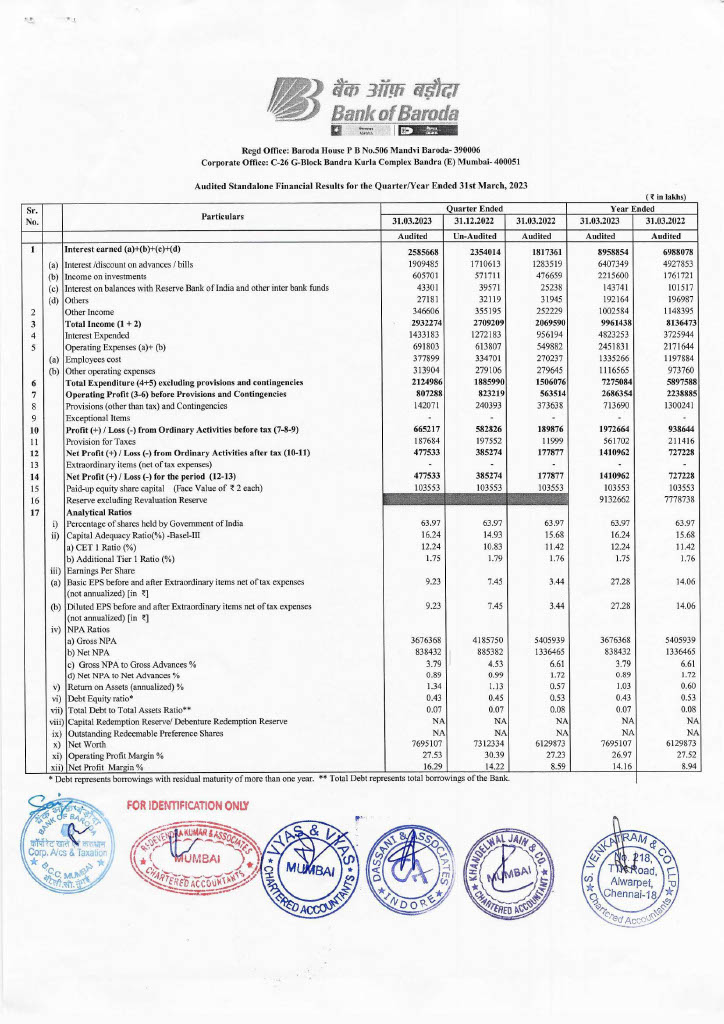 बैंक ऑफ़ बड़ौदा
Bank of Baroda
Regd Office: Baroda House P B No.506 Mandvi Baroda- 390006
Corporate Office: C-26 G-Block Bandra Kurla Complex Bandra (E) Mumbai- 400051
Audited Standalone Financial Results for the Quarter/Year Ended 31st March, 2023
( ₹ in lakhs)
Sr. No. Particulars Quarter Ended Year Ended
31.03.2023 31.12.2022 31.03.2022 31.03.2023 31.03.2022
Audited Un-Audited Audited Audited Audited
1 Interest earned (a)+(b)+(c)+(d) 2585668 2354014 1817361 8958854 6988078
(a) Interest /discount on advances / bills 1909485 1710613 1283519 6407349 4927853
(b) Income on investments 605701 571711 476659 2215600 1761721
(c) Interest on balances with Reserve Bank of India and other inter bank funds 43301 39571 25238 143741 101517
(d) Others 27181 32119 31945 192164 196987
2 Other Income 346606 355195 252229 1002584 1148395
3 Total Income (1 + 2) 2932274 2709209 2069590 9961438 8136473
4 Interest Expended 1433183 1272183 956194 4823253 3725944
5 Operating Expenses (a)+ (b) 691803 613807 549882 2451831 2171644
(a) Employees cost 377899 334701 270237 1335266 1197884
(b) Other operating expenses 313904 279106 279645 1116565 973760
6 Total Expenditure (4+5) excluding provisions and contingencies 2124986 1885990 1506076 7275084 5897588
7 Operating Profit (3-6) before Provisions and Contingencies 807288 823219 563514 2686354 2238885
8 Provisions (other than tax) and Contingencies 142071 240393 373638 713690 1300241
9 Exceptional Items - - - - -
10 Profit (+) / Loss (-) from Ordinary Activities before tax (7-8-9) 665217 582826 189876 1972664 938644
11 Provision for Taxes 187684 197552 11999 561702 211416
12 Net Profit (+) / Loss (-) from Ordinary Activities after tax (10-11) 477533 385274 177877 1410962 727228
13 Extraordinary items (net of tax expenses) - - - - -
14 Net Profit (+) / Loss (-) for the period (12-13) 477533 385274 177877 1410962 727228
15 Paid-up equity share capital (Face Value of ₹ 2 each) 103553 103553 103553 103553 103553
16 Reserve excluding Revaluation Reserve 9132662 7778738
17 Analytical Ratios
i) Percentage of shares held by Government of India 63.97 63.97 63.97 63.97 63.97
ii) Capital Adequacy Ratio(%) -Basel-III 16.24 14.93 15.68 16.24 15.68
a) CET 1 Ratio (%) 12.24 10.83 11.42 12.24 11.42
b) Additional Tier 1 Ratio (%) 1.75 1.79 1.76 1.75 1.76
iii) Earnings Per Share
(a) Basic EPS before and after Extraordinary items net of tax expenses 9.23 7.45 3.44 27.28 14.06
(not annualized) [in ₹]
(b) Diluted EPS before and after Extraordinary items net of tax expenses 9.23 7.45 3.44 27.28 14.06
(not annualized) [in ₹]
iv) NPA Ratios
a) Gross NPA 3676368 4185750 5405939 3676368 5405939
b) Net NPA 838432 885382 1336465 838432 1336465
c) Gross NPA to Gross Advances % 3.79 4.53 6.61 3.79 6.61
d) Net NPA to Net Advances % 0.89 0.99 1.72 0.89 1.72
v) Return on Assets (annualized) % 1.34 1.13 0.57 1.03 0.60
vi) Debt Equity ratio* 0.43 0.45 0.53 0.43 0.53
vii) Total Debt to Total Assets Ratio** 0.07 0.07 0.08 0.07 0.08
viii) Capital Redemption Reserve/ Debenture Redemption Reserve NA NA NA NA NA
ix) Outstanding Redeemable Preference Shares NA NA NA NA NA
x) Net Worth 7695107 7312334 6129873 7695107 6129873
xi) Operating Profit Margin % 27.53 30.39 27.23 26.97 27.52
xii) Net Profit Margin % 16.29 14.22 8.59 14.16 8.94
* Debt represents borrowings with residual maturity of more than one year. ** Total Debt represents total borrowings of the Bank.
FOR IDENTIFICATION ONLY
BANK OF BARODA
Corp. A/cs & Taxation
B.C.C. MUMBAI
DEVENDRA KUMAR & ASSOCIATES
MUMBAI
CHARTERED ACCOUNTANTS
VYAS & VYAS
MUMBAI
CHARTERED ACCOUNTANTS
DASSANI & ASSOCIATES
CA
INDORE
KHANDELWAL JAIN & CO.
MUMBAI
CHARTERED ACCOUNTANTS
S. VENKATRAM & CO LLP
No. 218,
TTK Road,
Alwarpet,
Chennai-18.
Chartered Accountants